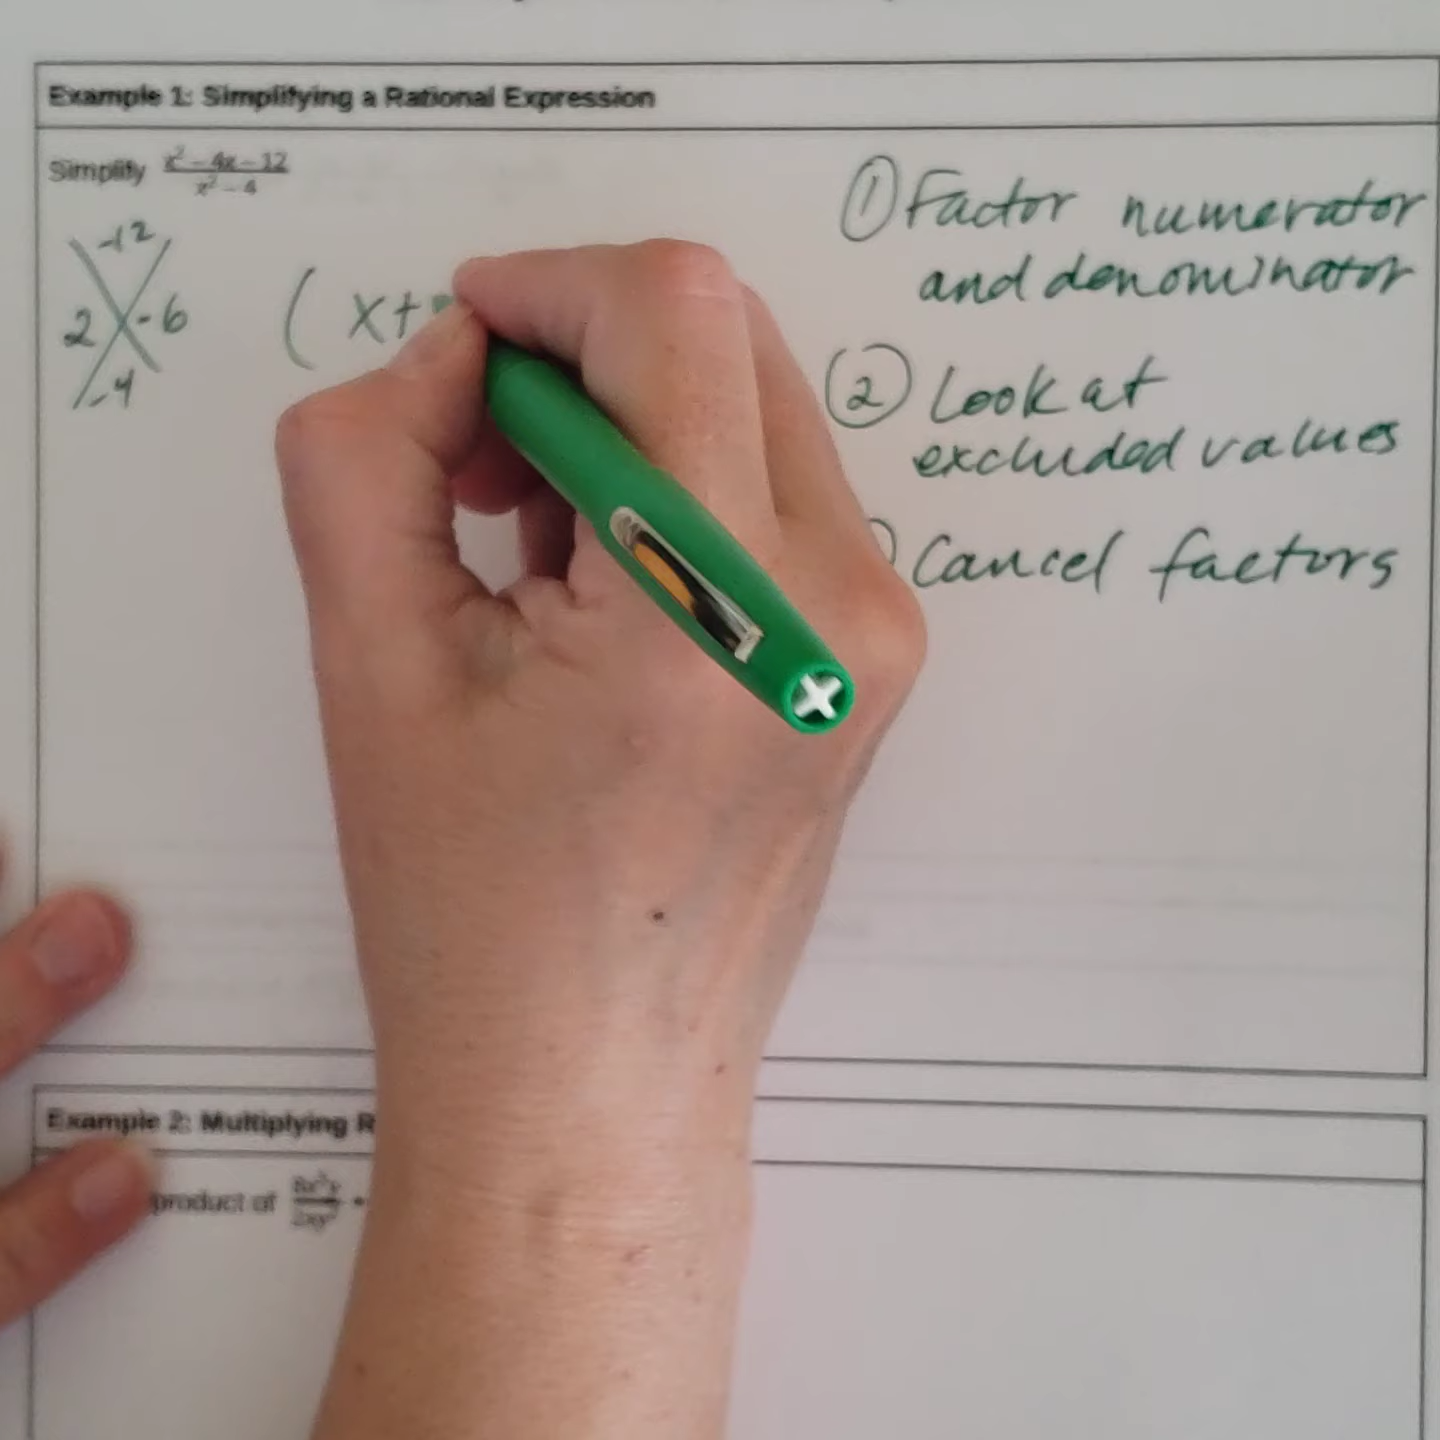 Example 1: Simplifying a Rational Expression
Simplify x² – 4x – 12 / x² – 4
-12
2 -6
-4
( x+
① Factor numerator
and denominator
② Look at
excluded values
Cancel factors
Example 2: Multiplying R
product of